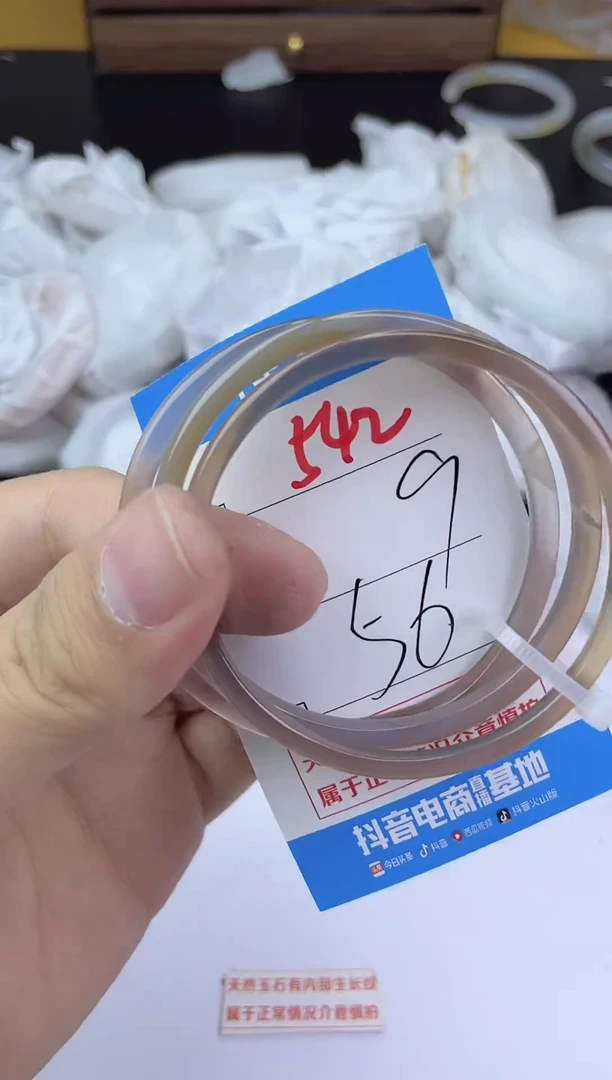 542
9
56
属于正
抖音电商直播基地
今日头条 抖音 西瓜视频 抖音火山版
天然玉石有内部生长纹
属于正常情况介意慎拍